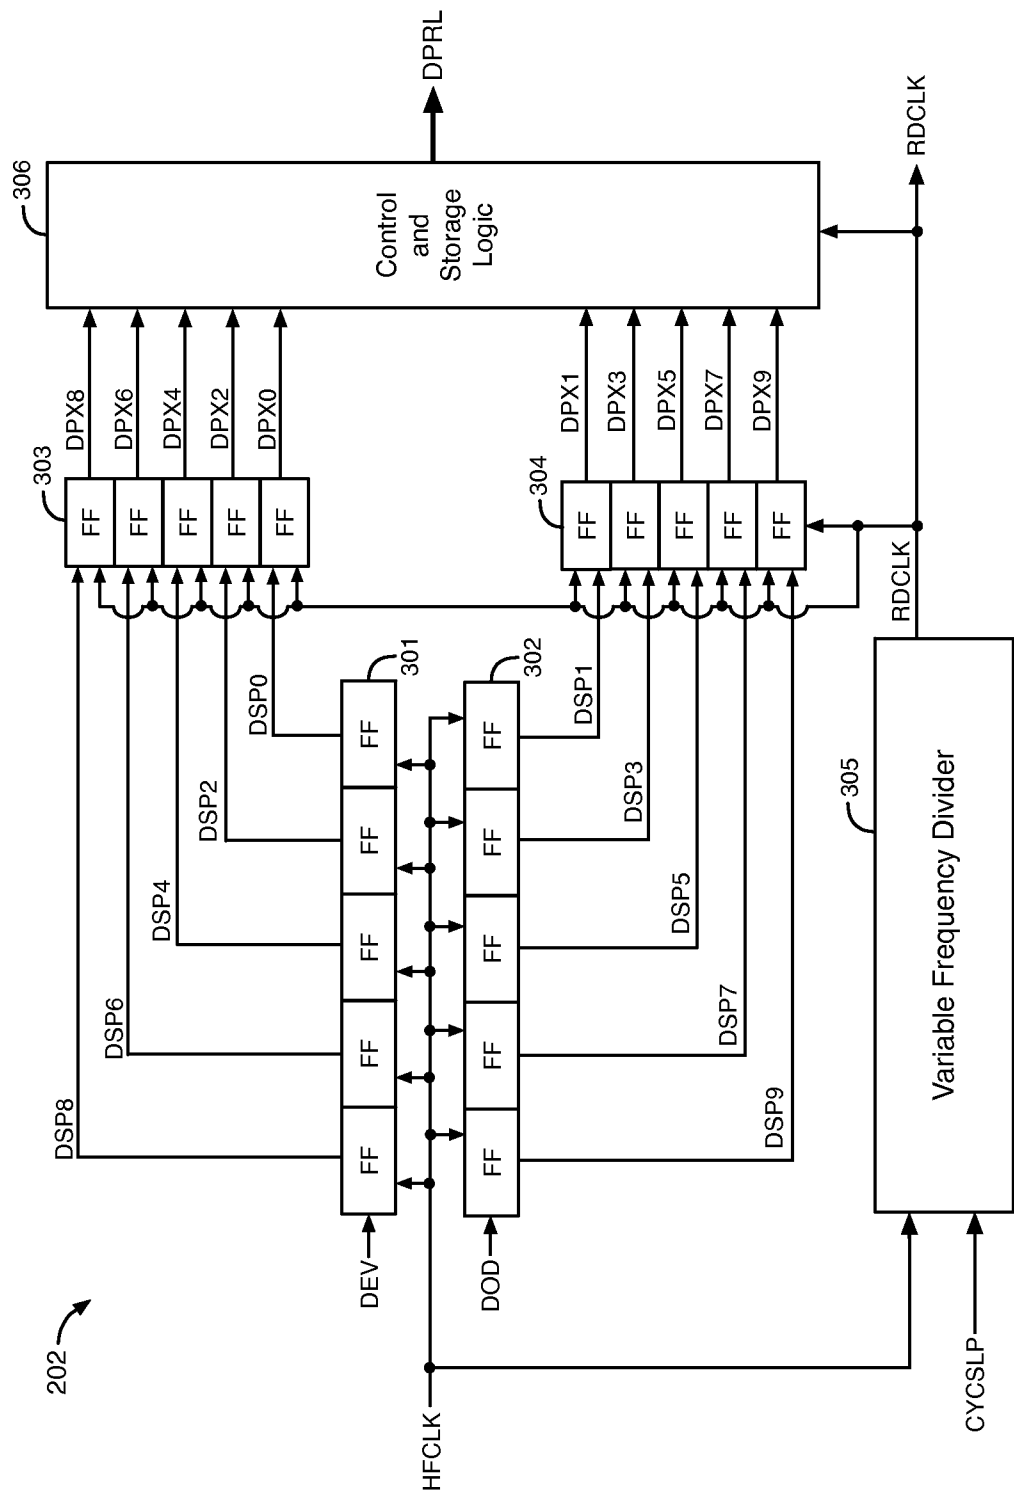 202
DEV
DOD
HFCLK
CYCSLP
DSP8
DSP6
DSP4
DSP2
DSP0
FF
FF
FF
FF
FF
301
FF
FF
FF
FF
FF
302
DSP9
DSP7
DSP5
DSP3
DSP1
Variable Frequency Divider
305
RDCLK
303
FF
FF
FF
FF
FF
304
FF
FF
FF
FF
FF
DPX8
DPX6
DPX4
DPX2
DPX0
DPX1
DPX3
DPX5
DPX7
DPX9
306
Control
and
Storage
Logic
DPRL
RDCLK